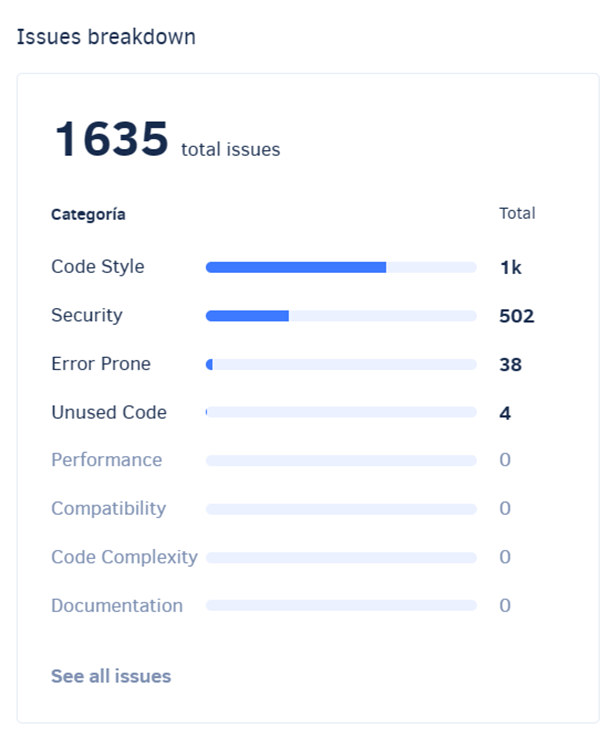 Issues breakdown
1635 total issues
Categoría Total
Code Style 1k
Security 502
Error Prone 38
Unused Code 4
Performance 0
Compatibility 0
Code Complexity 0
Documentation 0
See all issues